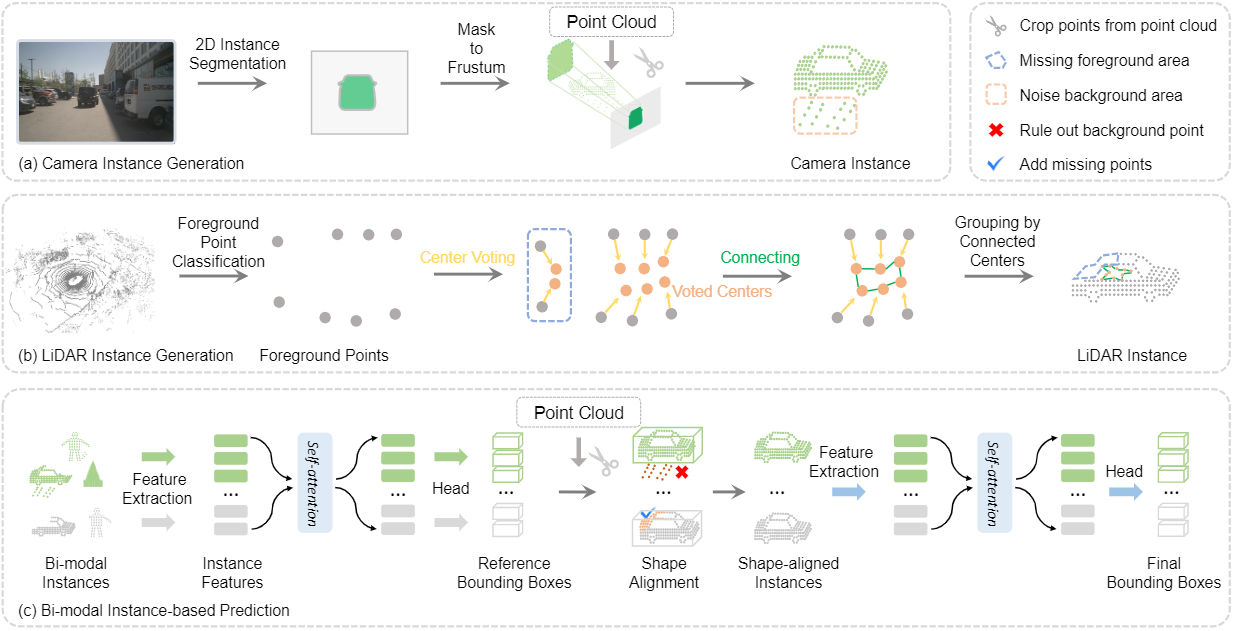 2D Instance
Segmentation
Mask
to
Frustum
Point Cloud
(a) Camera Instance Generation
Camera Instance
Crop points from point cloud
Missing foreground area
Noise background area
Rule out background point
Add missing points
Foreground
Point
Classification
Center Voting
Connecting
Voted Centers
Grouping by
Connected
Centers
(b) LiDAR Instance Generation
Foreground Points
LiDAR Instance
Point Cloud
Feature
Extraction
...
Self-attention
...
Head
...
...
...
Feature
Extraction
...
Self-attention
...
Head
...
Bi-modal
Instances
Instance
Features
Reference
Bounding Boxes
Shape
Alignment
Shape-aligned
Instances
Final
Bounding Boxes
(c) Bi-modal Instance-based Prediction